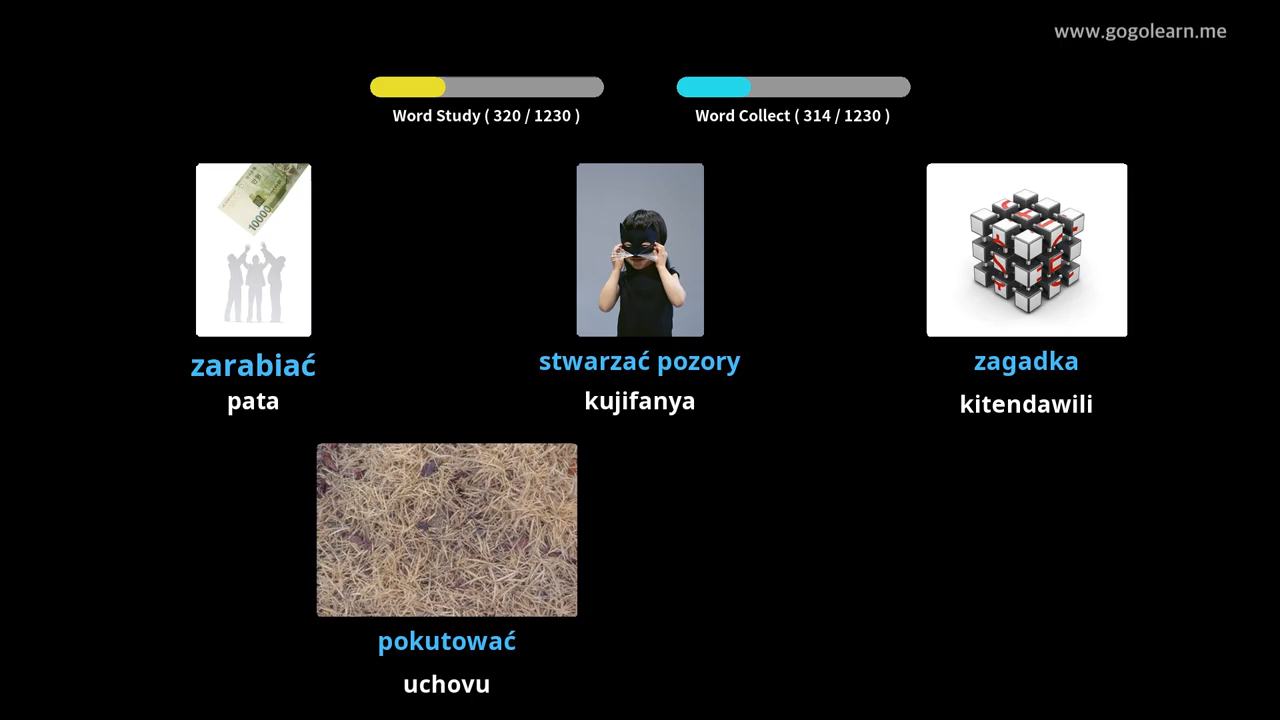 www.gogolearn.me
Word Study ( 320 / 1230 )
Word Collect ( 314 / 1230 )
10000
zarabiać
pata
stwarzać pozory
kujifanya
zagadka
kitendawili
pokutować
uchovu